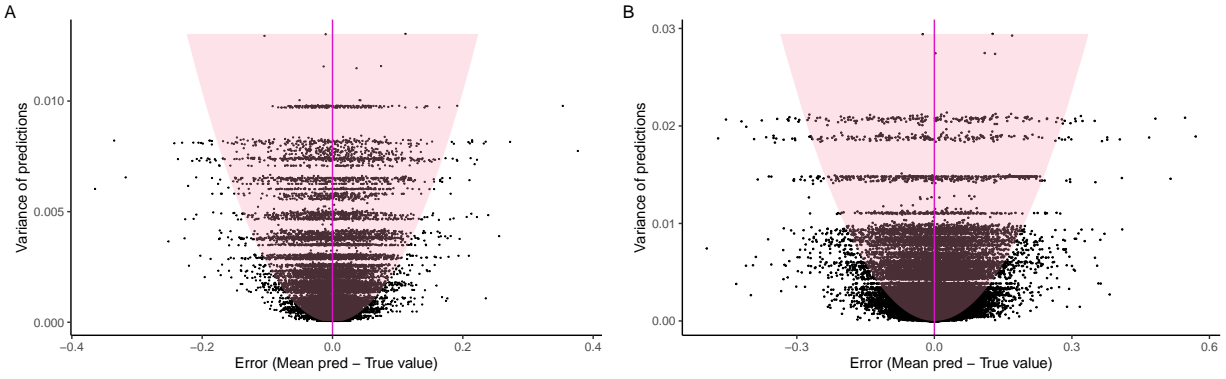 A
0.010
0.005
0.000
Variance of predictions
−0.4
−0.2
0.0
0.2
0.4
Error (Mean pred − True value)
B
0.03
0.02
0.01
0.00
Variance of predictions
−0.3
0.0
0.3
0.6
Error (Mean pred − True value)